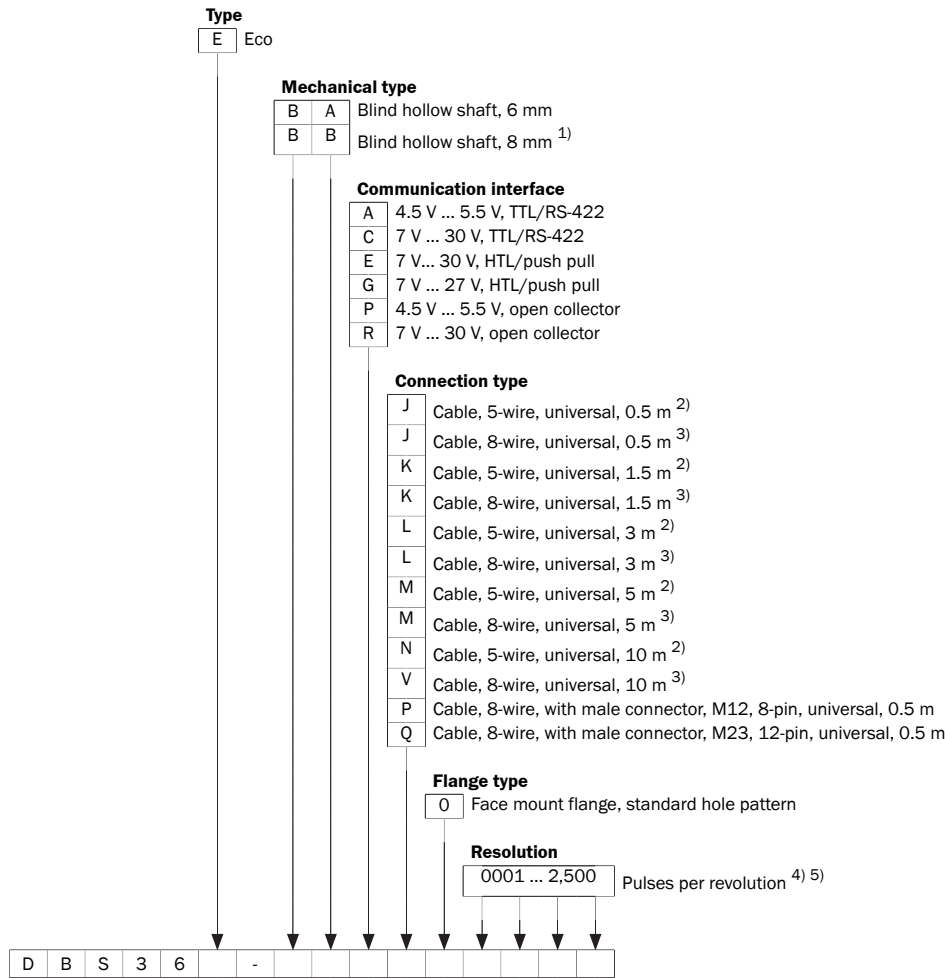 Type
E Eco
Mechanical type
B A Blind hollow shaft, 6 mm
B B Blind hollow shaft, 8 mm 1)
Communication interface
A 4.5 V ... 5.5 V, TTL/RS-422
C 7 V ... 30 V, TTL/RS-422
E 7 V... 30 V, HTL/push pull
G 7 V ... 27 V, HTL/push pull
P 4.5 V ... 5.5 V, open collector
R 7 V ... 30 V, open collector
Connection type
J Cable, 5-wire, universal, 0.5 m 2)
J Cable, 8-wire, universal, 0.5 m 3)
K Cable, 5-wire, universal, 1.5 m 2)
K Cable, 8-wire, universal, 1.5 m 3)
L Cable, 5-wire, universal, 3 m 2)
L Cable, 8-wire, universal, 3 m 3)
M Cable, 5-wire, universal, 5 m 2)
M Cable, 8-wire, universal, 5 m 3)
N Cable, 5-wire, universal, 10 m 2)
V Cable, 8-wire, universal, 10 m 3)
P Cable, 8-wire, with male connector, M12, 8-pin, universal, 0.5 m
Q Cable, 8-wire, with male connector, M23, 12-pin, universal, 0.5 m
Flange type
0 Face mount flange, standard hole pattern
Resolution
0001 ... 2,500 Pulses per revolution 4) 5)
D B S 3 6 -